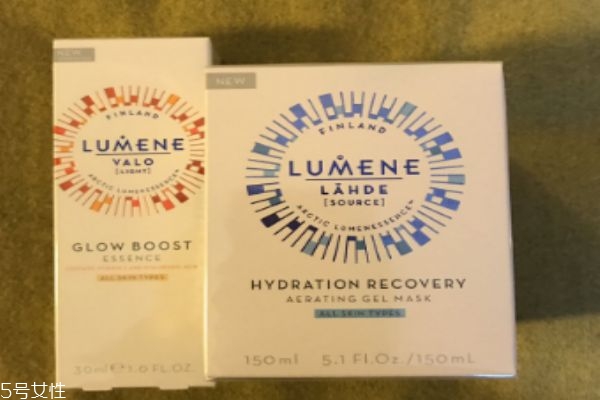 NEW
FINLAND
LUMENE
VALO
[LIGHT]
ARCTIC LUMENESSENCE™
GLOW BOOST
ESSENCE
ALL SKIN TYPES
30ml e 1.0 FL.OZ.
NEW
FINLAND
LUMENE
LÄHDE
[SOURCE]
ARCTIC LUMENESSENCE™
HYDRATION RECOVERY
AERATING GEL MASK
ALL SKIN TYPES
150ml 5.1 Fl.Oz./150mL
5号女性